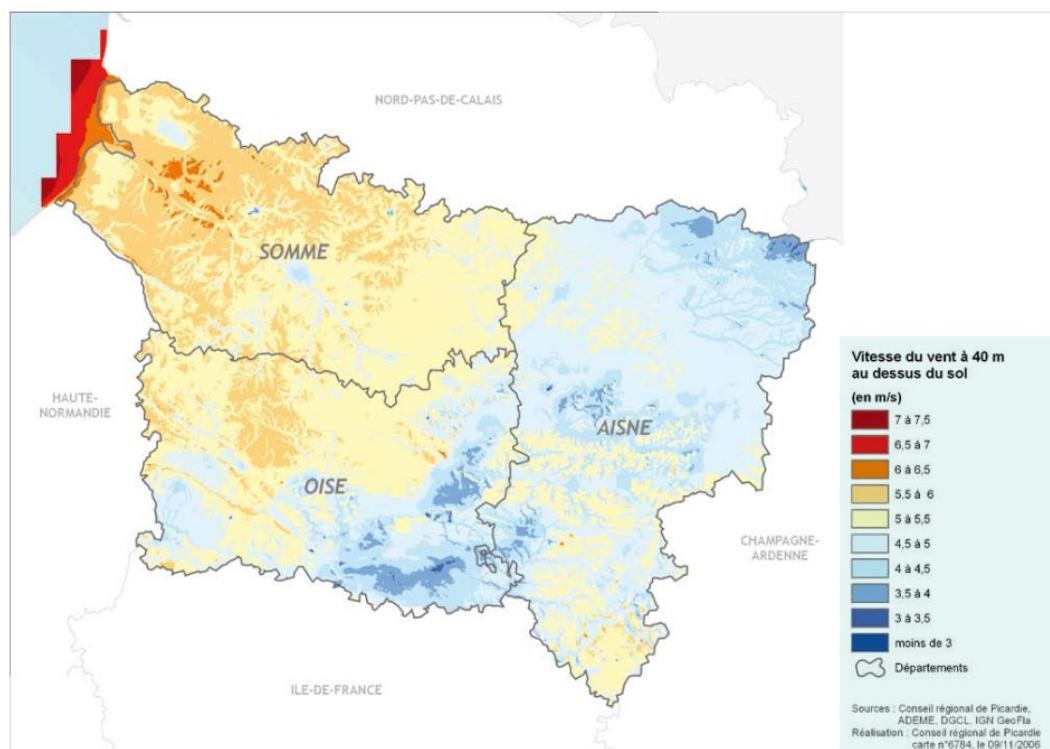 NORD-PAS-DE-CALAIS
SOMME
HAUTE-
NORMANDIE
AISNE
OISE
CHAMPAGNE-
ARDENNE
ILE-DE-FRANCE
Vitesse du vent à 40 m
au dessus du sol
(en m/s)
7 à 7,5
6,5 à 7
6 à 6,5
5,5 à 6
5 à 5,5
4,5 à 5
4 à 4,5
3,5 à 4
3 à 3,5
moins de 3
Départements
Sources : Conseil régional de Picardie,
ADEME, DGCL, IGN GeoFla
Réalisation : Conseil régional de Picardie
carte n°6784, le 09/11/2006